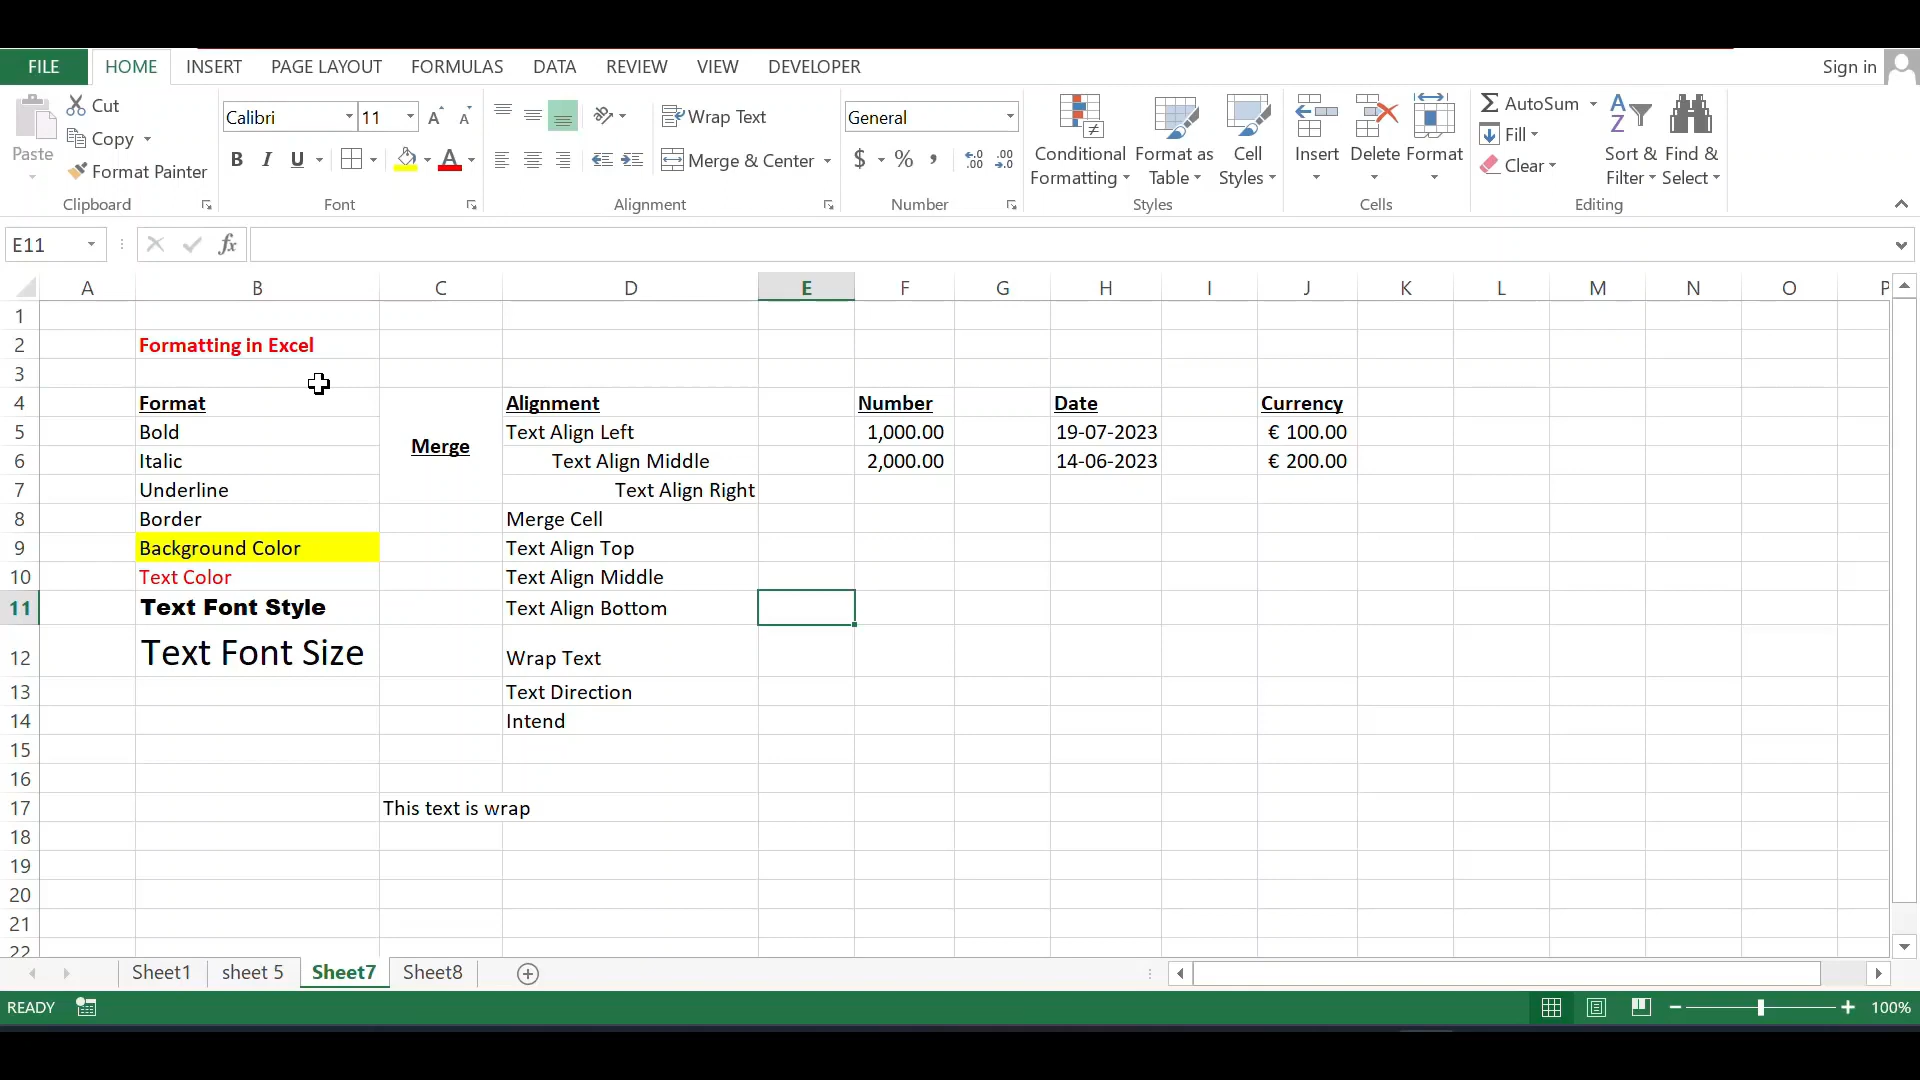 FILE HOME INSERT PAGE LAYOUT FORMULAS DATA REVIEW VIEW DEVELOPER Sign in
Paste
Cut
Copy
Format Painter
Clipboard
Calibri 11
B I U A
Font
Wrap Text
Merge & Center
Alignment
General
$ % , .00 .00
Number
Conditional Formatting
Format as Table
Cell Styles
Styles
Insert Delete Format
Cells
AutoSum
Fill
Clear
Sort & Filter
Find & Select
Editing
E11 fx
A B C D E F G H I J K L M N O P
1
2 Formatting in Excel
3
4 Format Alignment Number Date Currency
5 Bold Text Align Left 1,000.00 19-07-2023 € 100.00
Merge
6 Italic Text Align Middle 2,000.00 14-06-2023 € 200.00
7 Underline Text Align Right
8 Border Merge Cell
9 Background Color Text Align Top
10 Text Color Text Align Middle
11 Text Font Style Text Align Bottom
12 Text Font Size Wrap Text
13 Text Direction
14 Intend
15
16
17 This text is wrap
18
19
20
21
22
Sheet1 sheet 5 Sheet7 Sheet8
READY 100%